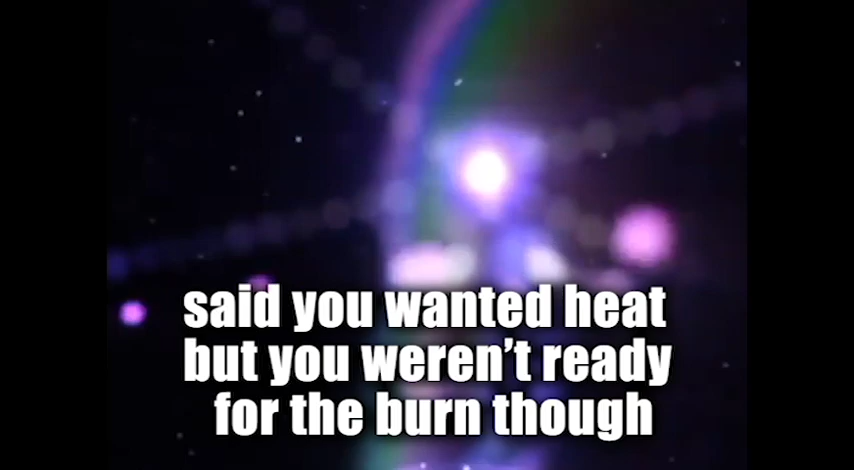 said you wanted heat
but you weren’t ready
for the burn though